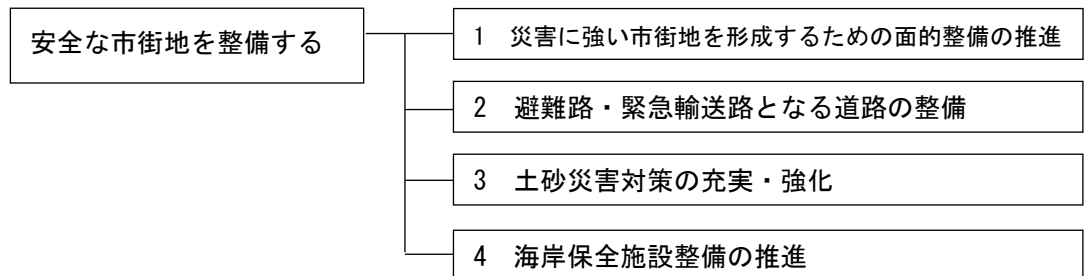 安全な市街地を整備する
1 災害に強い市街地を形成するための面的整備の推進
2 避難路・緊急輸送路となる道路の整備
3 土砂災害対策の充実・強化
4 海岸保全施設整備の推進